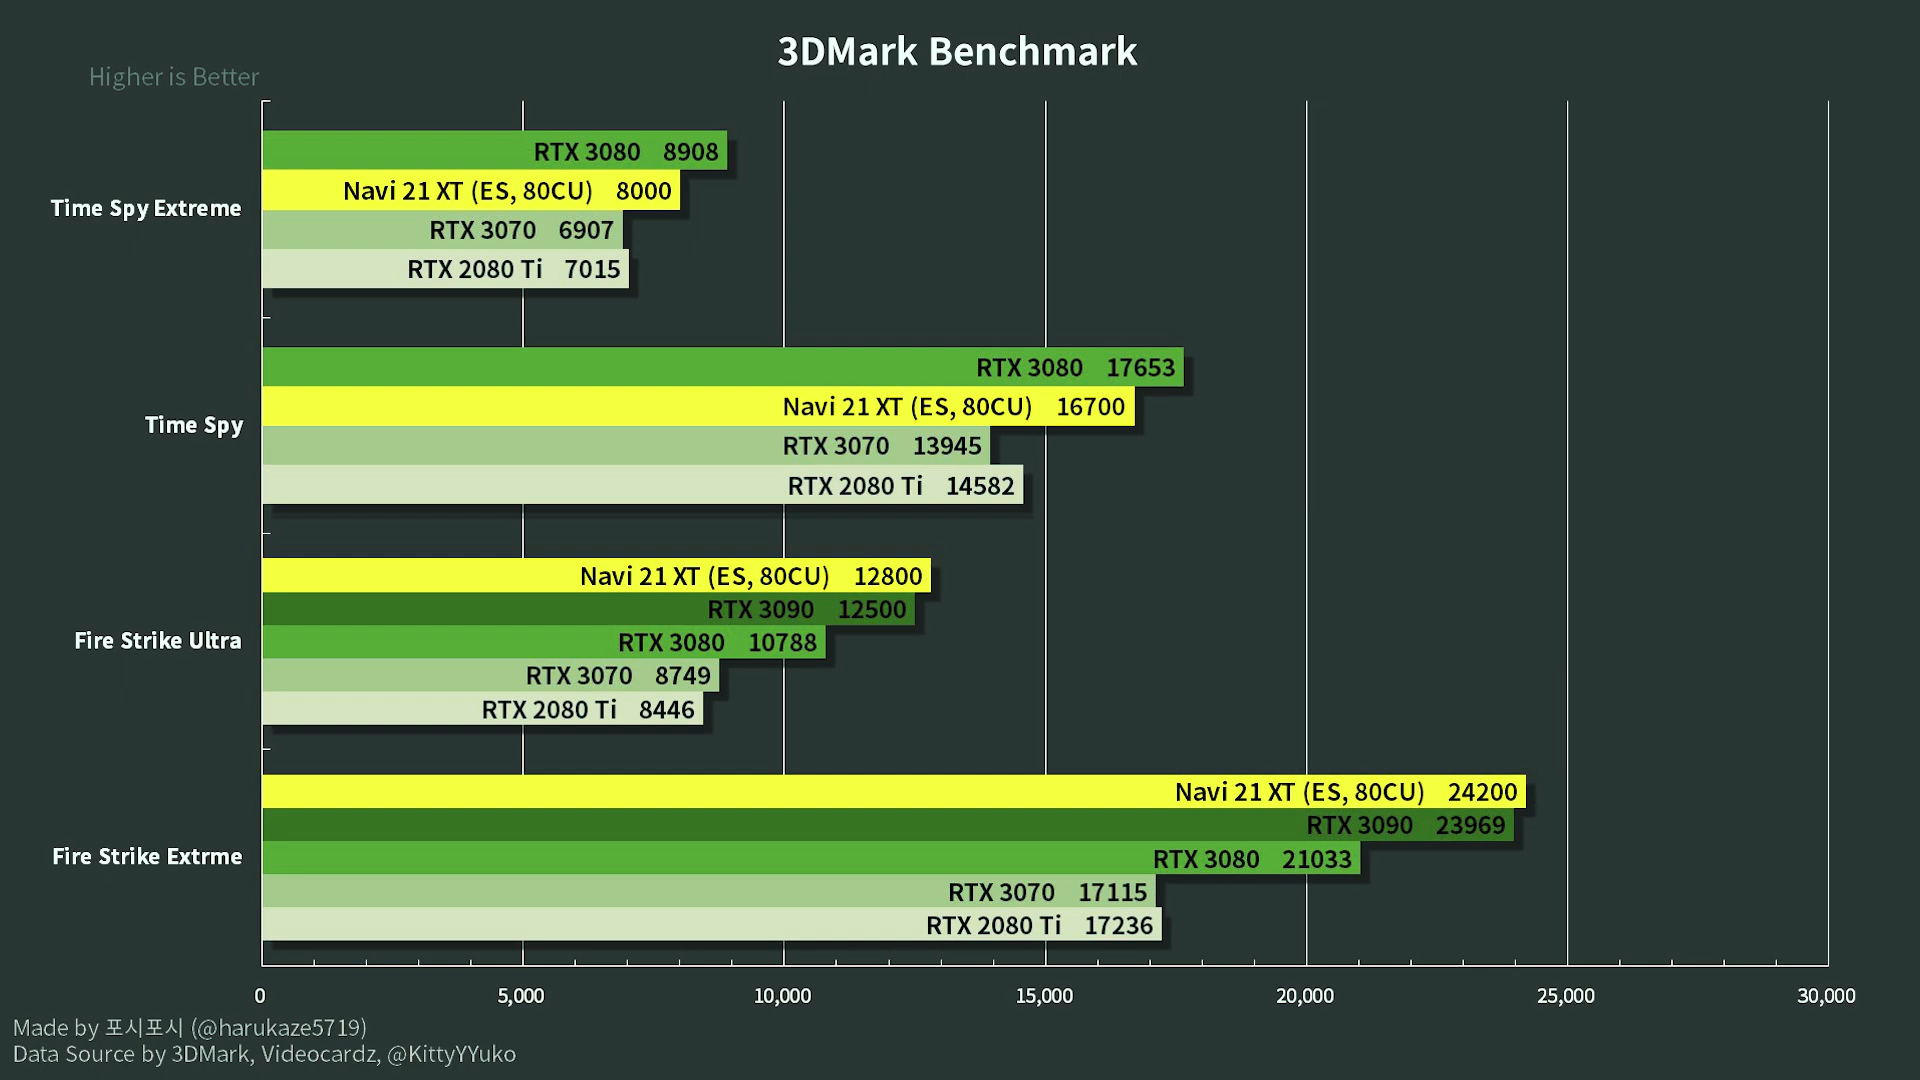 3DMark Benchmark
Higher is Better
Time Spy Extreme
RTX 3080 8908
Navi 21 XT (ES, 80CU) 8000
RTX 3070 6907
RTX 2080 Ti 7015
Time Spy
RTX 3080 17653
Navi 21 XT (ES, 80CU) 16700
RTX 3070 13945
RTX 2080 Ti 14582
Fire Strike Ultra
Navi 21 XT (ES, 80CU) 12800
RTX 3090 12500
RTX 3080 10788
RTX 3070 8749
RTX 2080 Ti 8446
Fire Strike Extrme
Navi 21 XT (ES, 80CU) 24200
RTX 3090 23969
RTX 3080 21033
RTX 3070 17115
RTX 2080 Ti 17236
0 5,000 10,000 15,000 20,000 25,000 30,000
Made by 포시포시 (@harukaze5719)
Data Source by 3DMark, Videocardz, @KittyYYuko